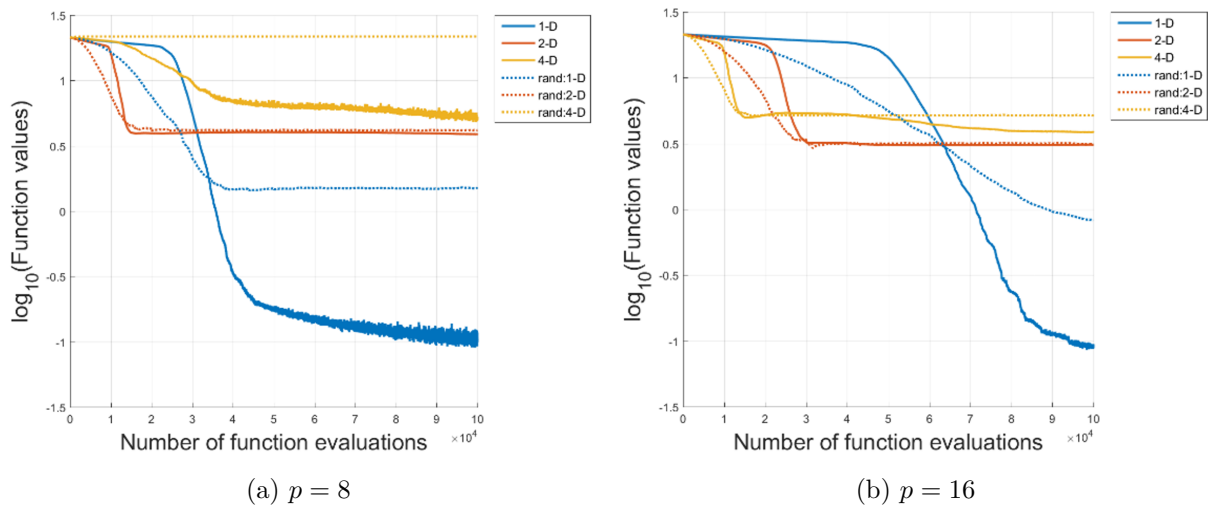 1.5
1
0.5
0
-0.5
-1
-1.5
log10(Function values)
0 1 2 3 4 5 6 7 8 9 10
×10^4
Number of function evaluations
1-D
2-D
4-D
rand:1-D
rand:2-D
rand:4-D
(a) p = 8
1.5
1
0.5
0
-0.5
-1
-1.5
log10(Function values)
0 1 2 3 4 5 6 7 8 9 10
×10^4
Number of function evaluations
1-D
2-D
4-D
rand:1-D
rand:2-D
rand:4-D
(b) p = 16